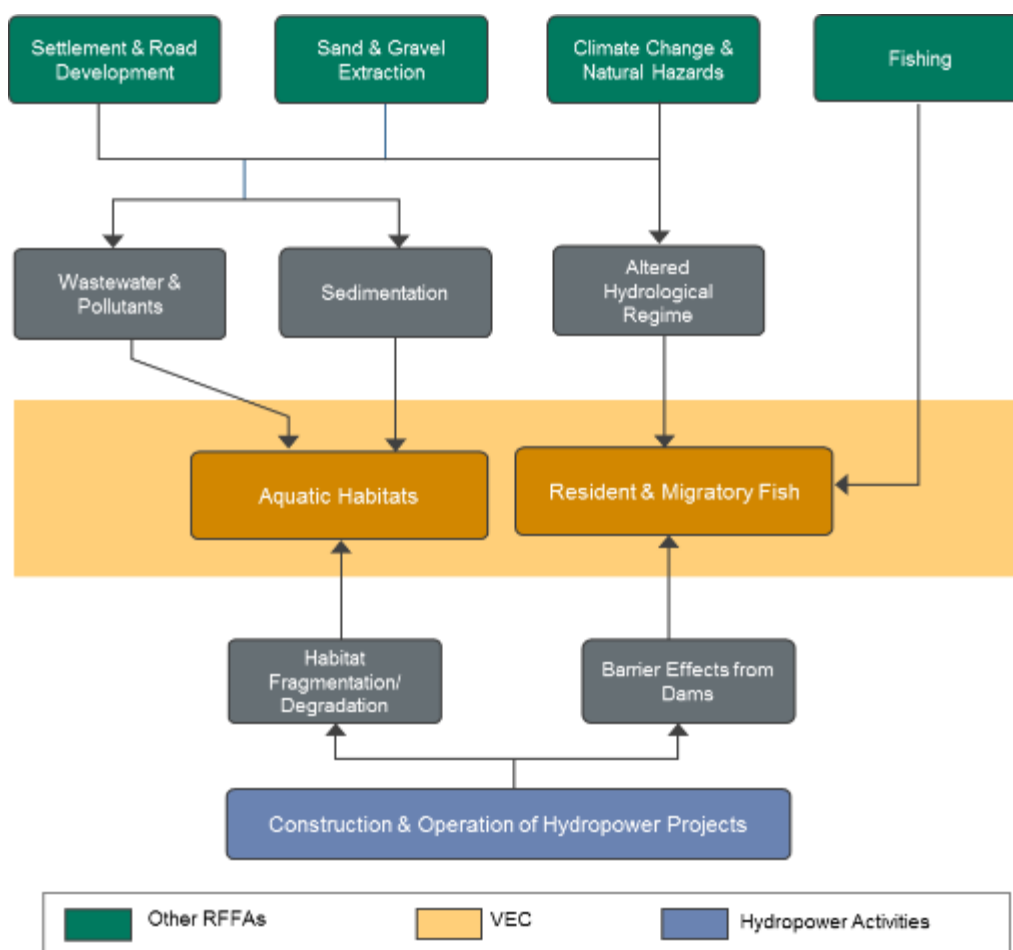 Settlement & Road
Development
Sand & Gravel
Extraction
Climate Change &
Natural Hazards
Fishing
Wastewater &
Pollutants
Sedimentation
Altered
Hydrological
Regime
Aquatic Habitats
Resident & Migratory Fish
Habitat
Fragmentation/
Degradation
Barrier Effects from
Dams
Construction & Operation of Hydropower Projects
Other RFFAs
VEC
Hydropower Activities